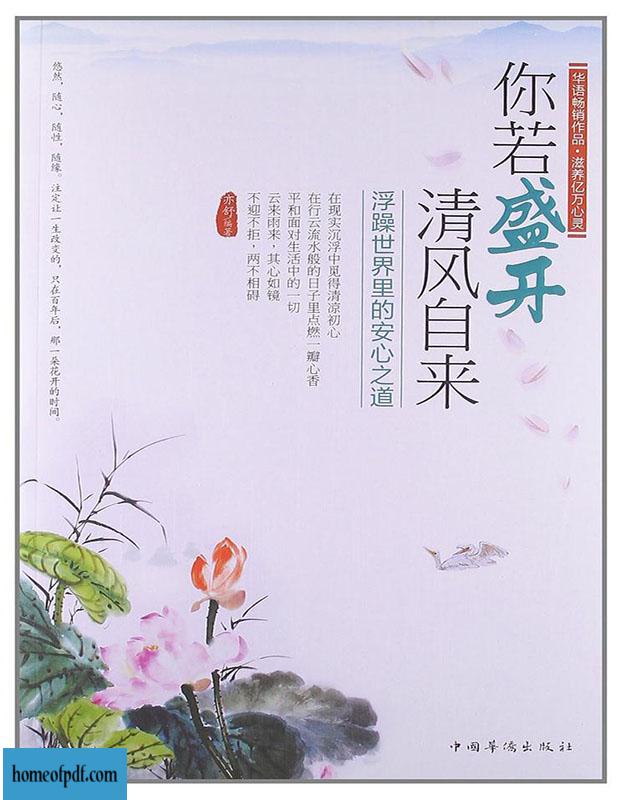 华语畅销作品·滋养亿万心灵
你若盛开
清风自来
浮躁世界里的安心之道
在现实沉浮中觅得清凉初心
在行云流水般的日子里点燃一瓣心香
平和面对生活中的一切
云来雨来，其心如镜
不迎不拒，两不相碍
亦舒编著
悠然，随心，随性，随缘。注定让一生改变的，只在百年后，那一朵花开的时间。
中国华侨出版社
homeofpdf.com